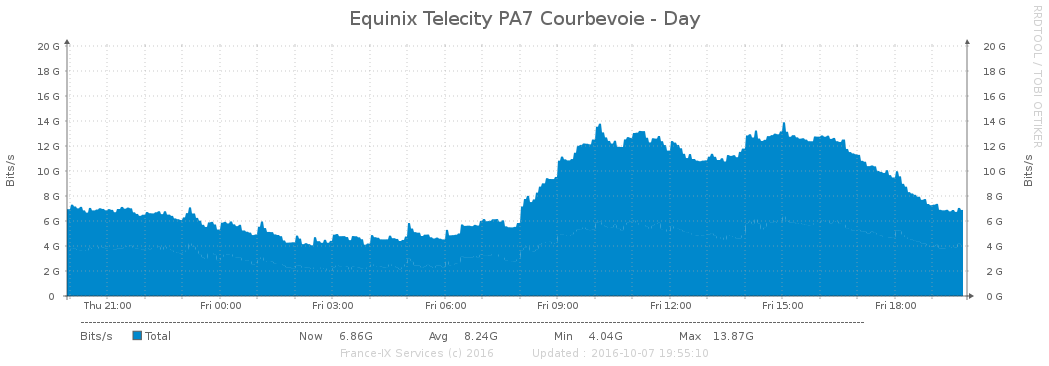 Equinix Telecity PA7 Courbevoie - Day
RRDTOOL / TOBI OETIKER
Bits/s
20 G
18 G
16 G
14 G
12 G
10 G
8 G
6 G
4 G
2 G
0
20 G
18 G
16 G
14 G
12 G
10 G
8 G
6 G
4 G
2 G
0 G
Bits/s
Thu 21:00 Fri 00:00 Fri 03:00 Fri 06:00 Fri 09:00 Fri 12:00 Fri 15:00 Fri 18:00
Bits/s Total Now 6.86G Avg 8.24G Min 4.04G Max 13.87G
France-IX Services (c) 2016 Updated : 2016-10-07 19:55:10